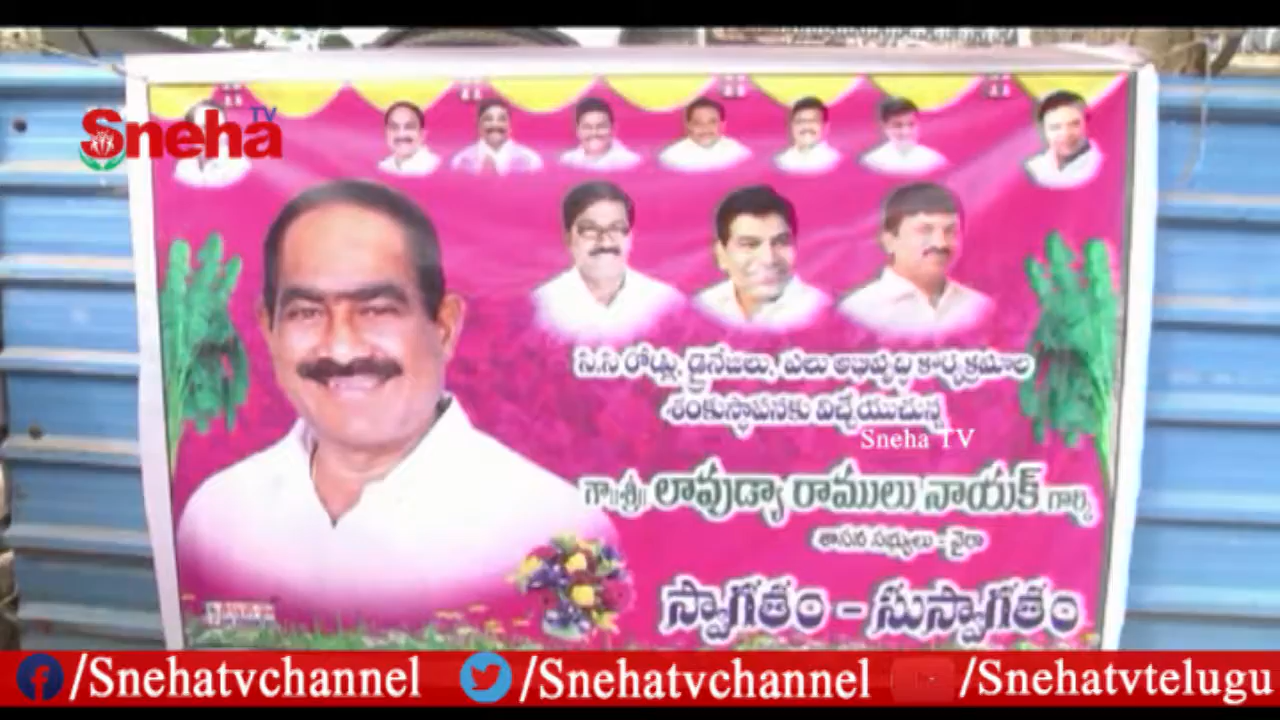 Sneha TV
సి.సి రోడ్లు, డ్రైనేజిలు, పలు అభివృద్ధి కార్యక్రమాల
శంకుస్థాపనకు విచ్చేయుచున్న
Sneha TV
గౌ||శ్రీ|| లావుడ్యా రాములు నాయక్ గార్కి
శాసన సభ్యులు - వైరా
స్వాగతం - సుస్వాగతం
/Snehatvchannel /Snehatvchannel /Snehatvtelugu